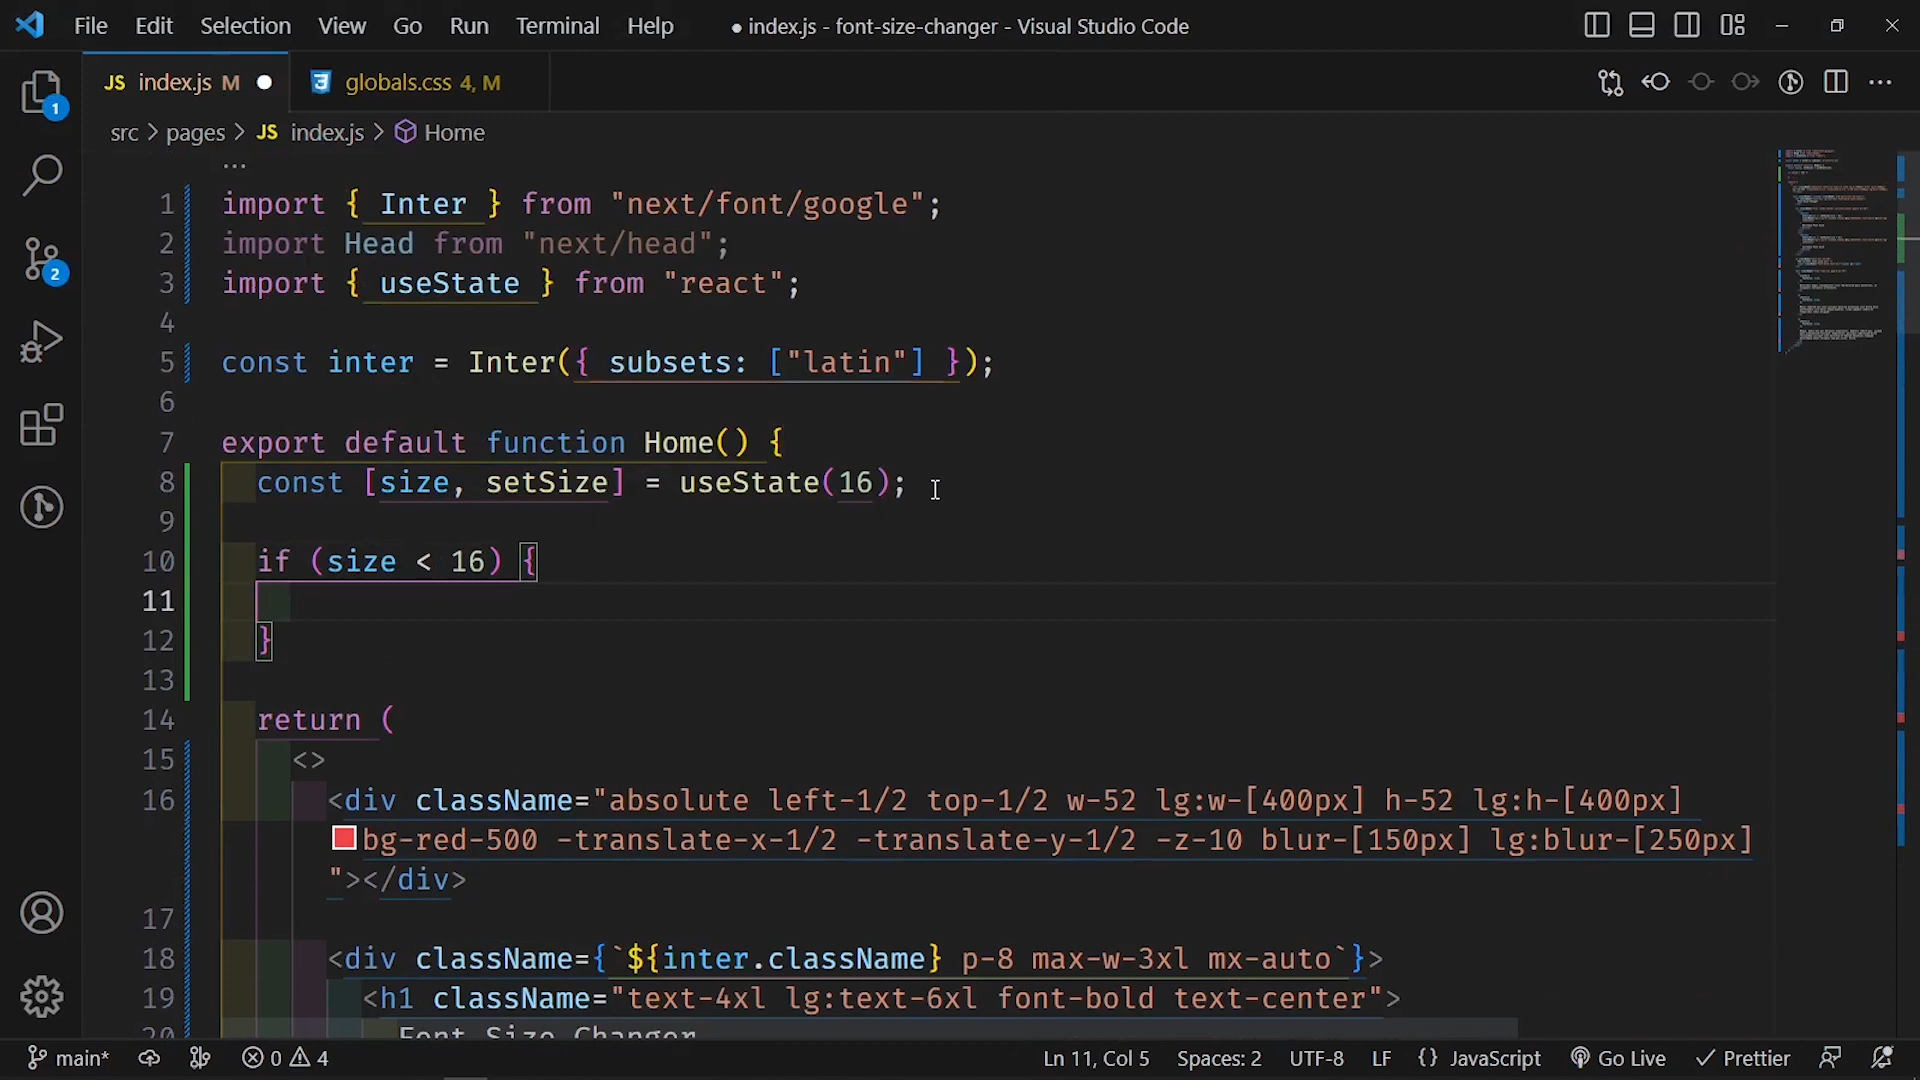 File Edit Selection View Go Run Terminal Help ● index.js - font-size-changer - Visual Studio Code
JS index.js M
globals.css 4, M
1
src > pages > JS index.js > Home
...
1 import { Inter } from "next/font/google";
2 import Head from "next/head";
2
3 import { useState } from "react";
4
5 const inter = Inter({ subsets: ["latin"] });
6
7 export default function Home() {
8 const [size, setSize] = useState(16);
9
10 if (size < 16) {
11
12 }
13
14 return (
15 <>
16 <div className="absolute left-1/2 top-1/2 w-52 lg:w-[400px] h-52 lg:h-[400px]
bg-red-500 -translate-x-1/2 -translate-y-1/2 -z-10 blur-[150px] lg:blur-[250px]
"></div>
17
18 <div className={`${inter.className} p-8 max-w-3xl mx-auto`}>
19 <h1 className="text-4xl lg:text-6xl font-bold text-center">
20 Font Size Changer
main* 0 4 Ln 11, Col 5 Spaces: 2 UTF-8 LF {} JavaScript Go Live Prettier